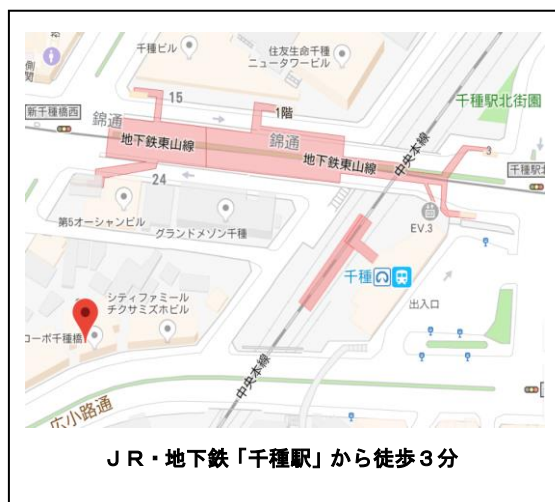 千種ビル
住友生命千種
ニュータワービル
側
関
15
1階
千種駅北街園
新千種橋西
錦通
錦通
地下鉄東山線
地下鉄東山線
中央本線
3
千種駅北
24
第5オーシャンビル
グランドメゾン千種
EV.3
千種
出入口
シティファミール
チクサミズホビル
コーポ千種橋
中央本線
広小路通
JR・地下鉄「千種駅」から徒歩3分